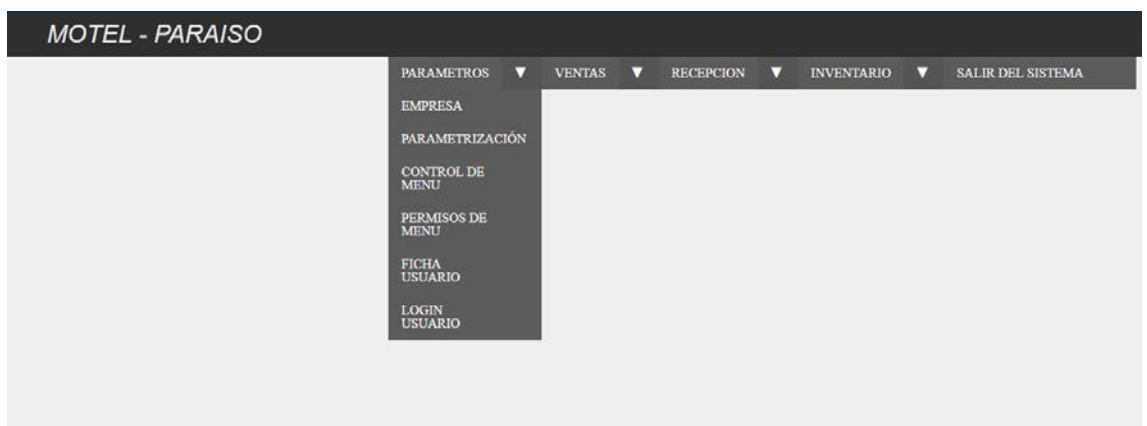 MOTEL - PARAISO
PARAMETROS ▼ VENTAS ▼ RECEPCION ▼ INVENTARIO ▼ SALIR DEL SISTEMA
EMPRESA
PARAMETRIZACIÓN
CONTROL DE
MENU
PERMISOS DE
MENU
FICHA
USUARIO
LOGIN
USUARIO